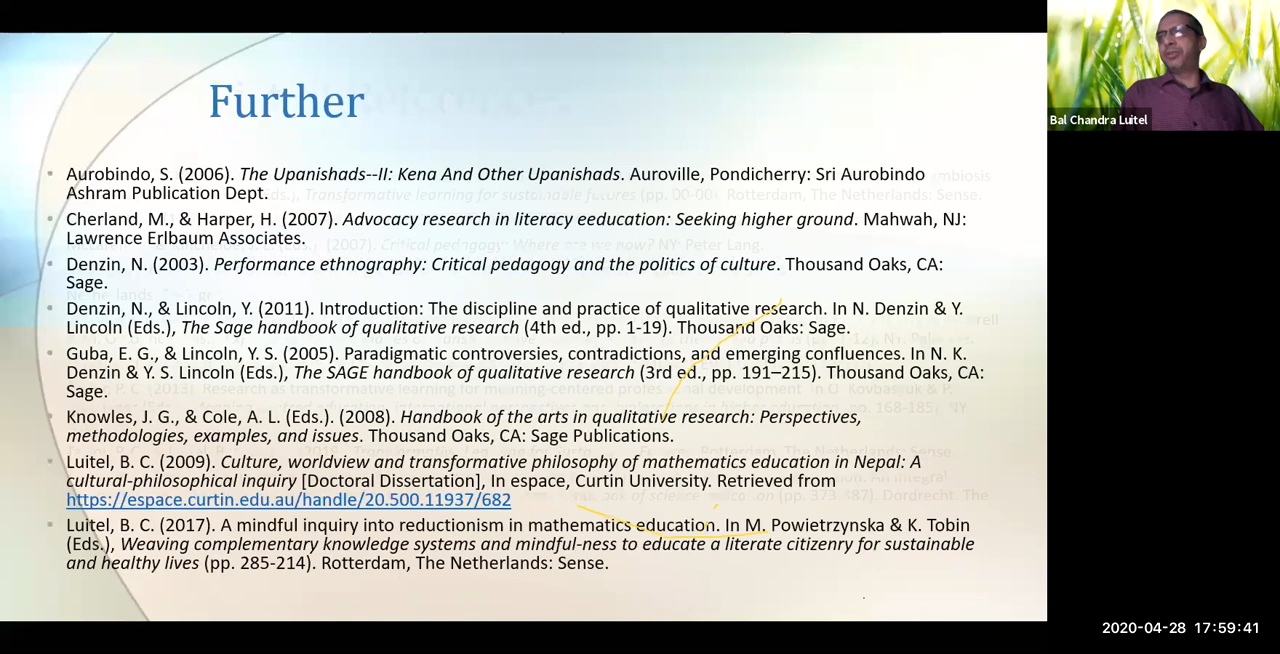 Further
Aurobindo, S. (2006). The Upanishads--II: Kena And Other Upanishads. Auroville, Pondicherry: Sri Aurobindo
Ashram Publication Dept.
Cherland, M., & Harper, H. (2007). Advocacy research in literacy eeducation: Seeking higher ground. Mahwah, NJ:
Lawrence Erlbaum Associates.
Denzin, N. (2003). Performance ethnography: Critical pedagogy and the politics of culture. Thousand Oaks, CA:
Sage.
Denzin, N., & Lincoln, Y. (2011). Introduction: The discipline and practice of qualitative research. In N. Denzin & Y.
Lincoln (Eds.), The Sage handbook of qualitative research (4th ed., pp. 1-19). Thousand Oaks: Sage.
Guba, E. G., & Lincoln, Y. S. (2005). Paradigmatic controversies, contradictions, and emerging confluences. In N. K.
Denzin & Y. S. Lincoln (Eds.), The SAGE handbook of qualitative research (3rd ed., pp. 191–215). Thousand Oaks, CA:
Sage.
Knowles, J. G., & Cole, A. L. (Eds.). (2008). Handbook of the arts in qualitative research: Perspectives,
methodologies, examples, and issues. Thousand Oaks, CA: Sage Publications.
Luitel, B. C. (2009). Culture, worldview and transformative philosophy of mathematics education in Nepal: A
cultural-philosophical inquiry [Doctoral Dissertation], In espace, Curtin University. Retrieved from
https://espace.curtin.edu.au/handle/20.500.11937/682
Luitel, B. C. (2017). A mindful inquiry into reductionism in mathematics education. In M. Powietrzynska & K. Tobin
(Eds.), Weaving complementary knowledge systems and mindful-ness to educate a literate citizenry for sustainable
and healthy lives (pp. 285-214). Rotterdam, The Netherlands: Sense.
Bal Chandra Luitel
2020-04-28 17:59:41